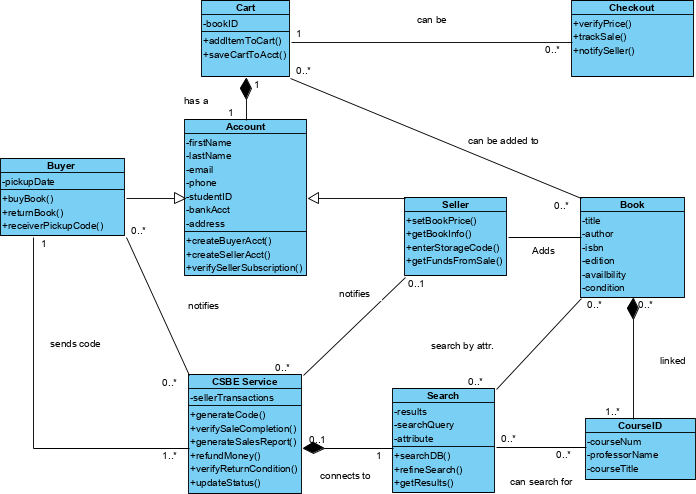 Cart
-bookID
+addItemToCart()
+saveCartToAcct()
Checkout
+verifyPrice()
+trackSale()
+notifySeller()
can be
1
0..*
1
0..*
has a
1
Account
-firstName
-lastName
-email
-phone
-studentID
-bankAcct
-address
+createBuyerAcct()
+createSellerAcct()
+verifySellerSubscription()
can be added to
Buyer
-pickupDate
+buyBook()
+returnBook()
+receiverPickupCode()
Seller
+setBookPrice()
+getBookInfo()
+enterStorageCode()
+getFundsFromSale()
0..*
Book
-title
-author
-isbn
-edition
-availbility
-condition
Adds
1
0..*
0..1
notifies
notifies
0..*
0..*
sends code
search by attr.
linked
0..*
0..*
0..*
1..*
CSBE Service
-sellerTransactions
+generateCode()
+verifySaleCompletion()
+generateSalesReport()
+refundMoney()
+verifyReturnCondition()
+updateStatus()
Search
-results
-searchQuery
-attribute
+searchDB()
+refineSearch()
+getResults()
CourseID
-courseNum
-professorName
-courseTitle
1..*
0..1
1
0..*
0..*
connects to
can search for